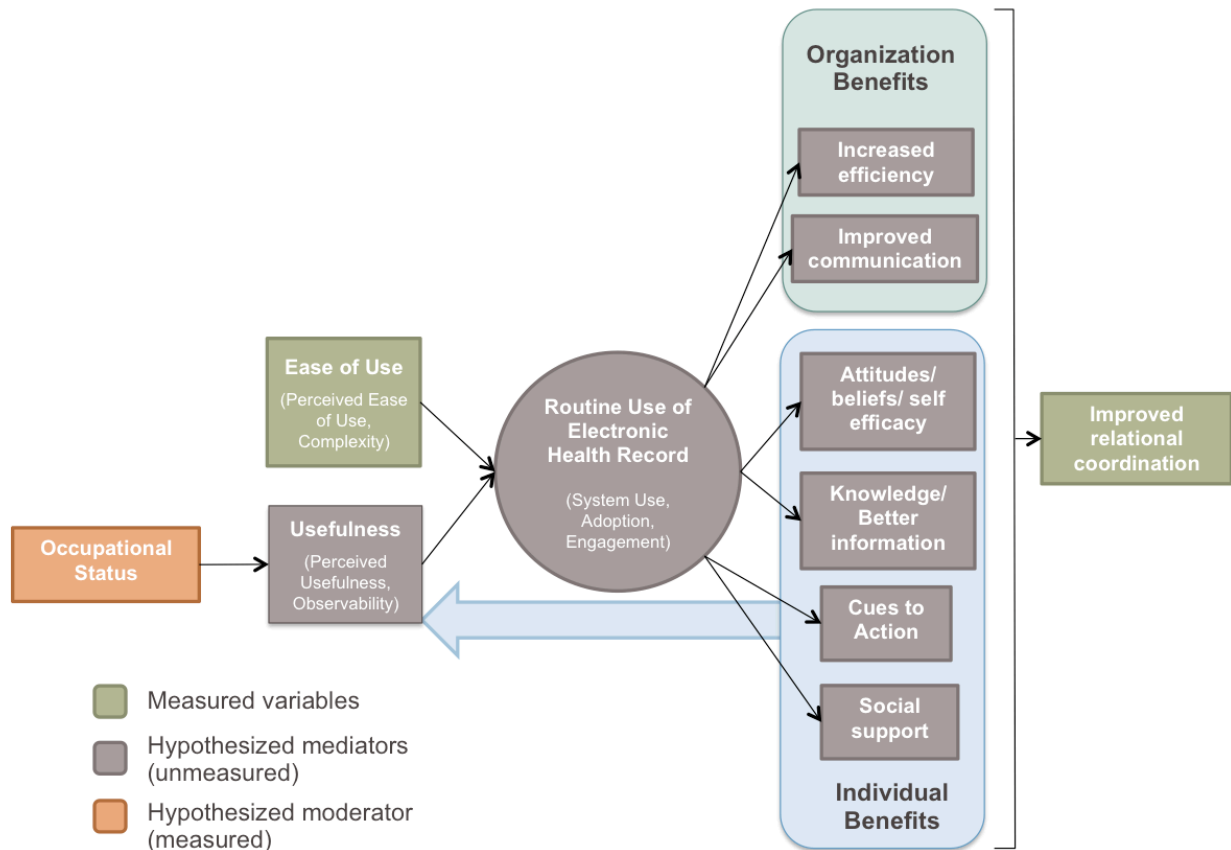 Organization
Benefits
Increased
efficiency
Improved
communication
Ease of Use
(Perceived Ease
of Use,
Complexity)
Routine Use of
Electronic
Health Record
(System Use,
Adoption,
Engagement)
Attitudes/
beliefs/ self
efficacy
Improved
relational
coordination
Occupational
Status
Usefulness
(Perceived
Usefulness,
Observability)
Knowledge/
Better
information
Cues to
Action
Social
support
Individual
Benefits
Measured variables
Hypothesized mediators
(unmeasured)
Hypothesized moderator
(measured)